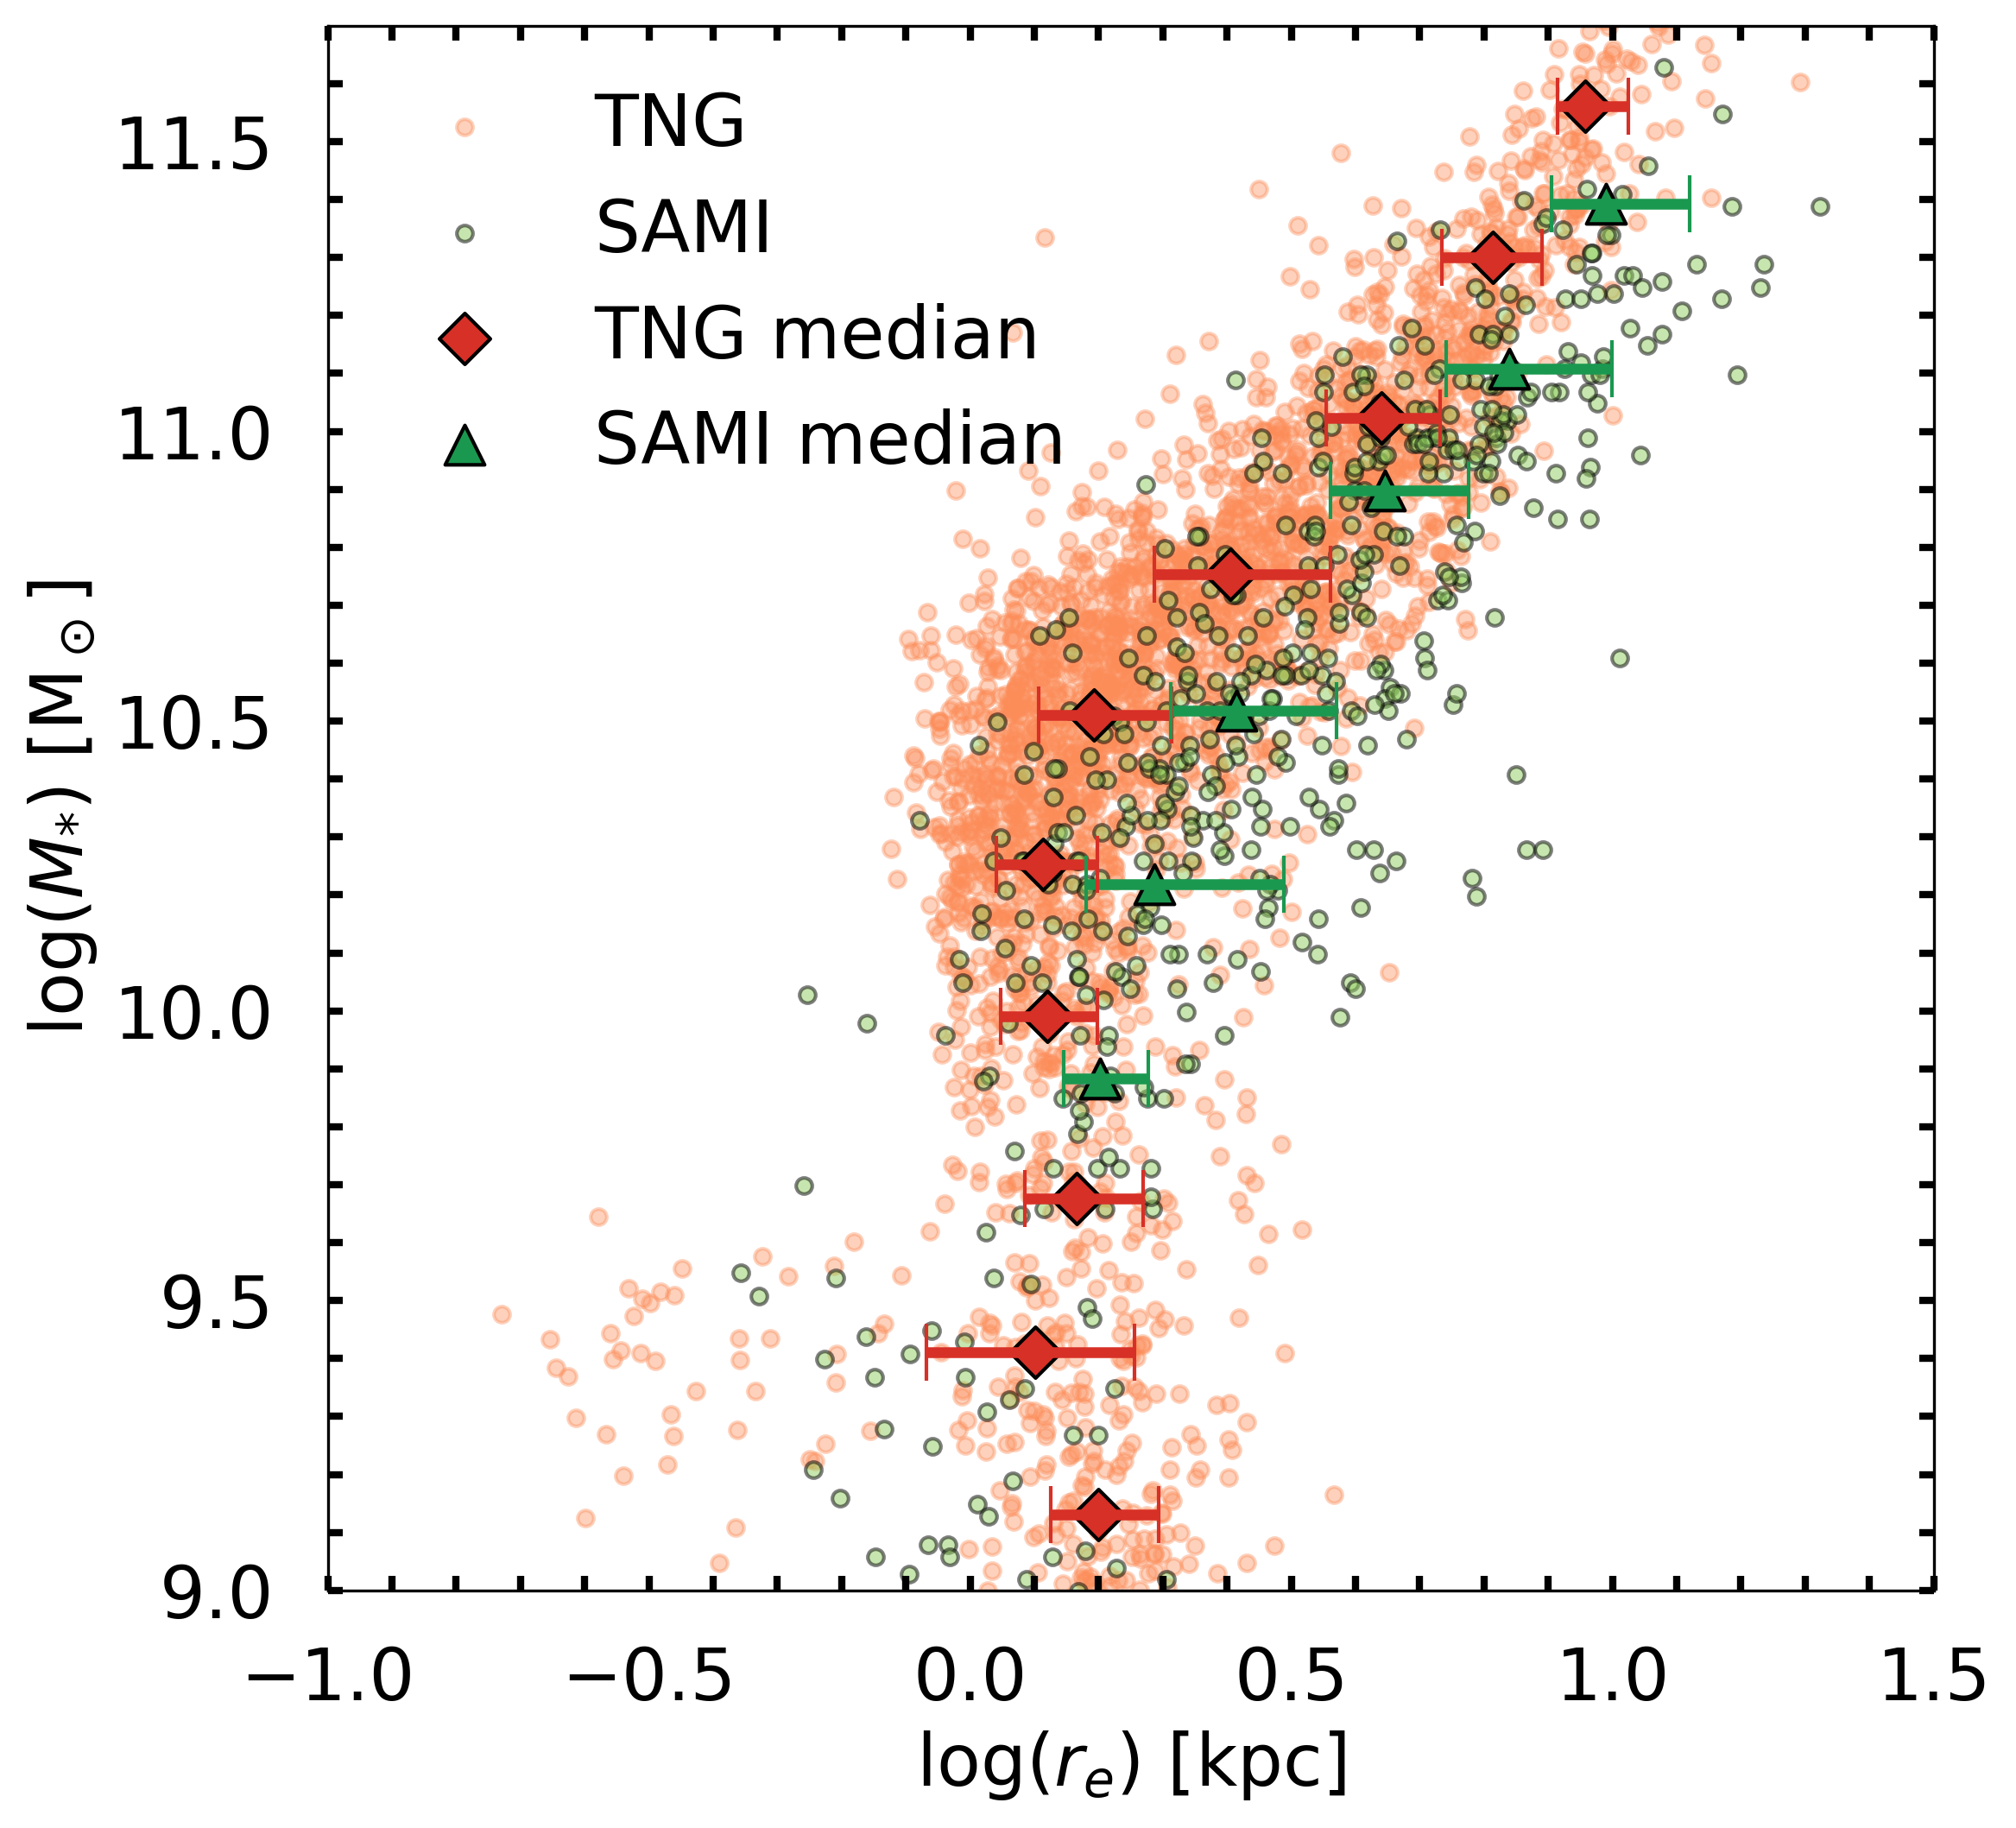 TNG
SAMI
TNG median
SAMI median
log(M*) [M⊙]
11.5
11.0
10.5
10.0
9.5
9.0
−1.0 −0.5 0.0 0.5 1.0 1.5
log(re) [kpc]